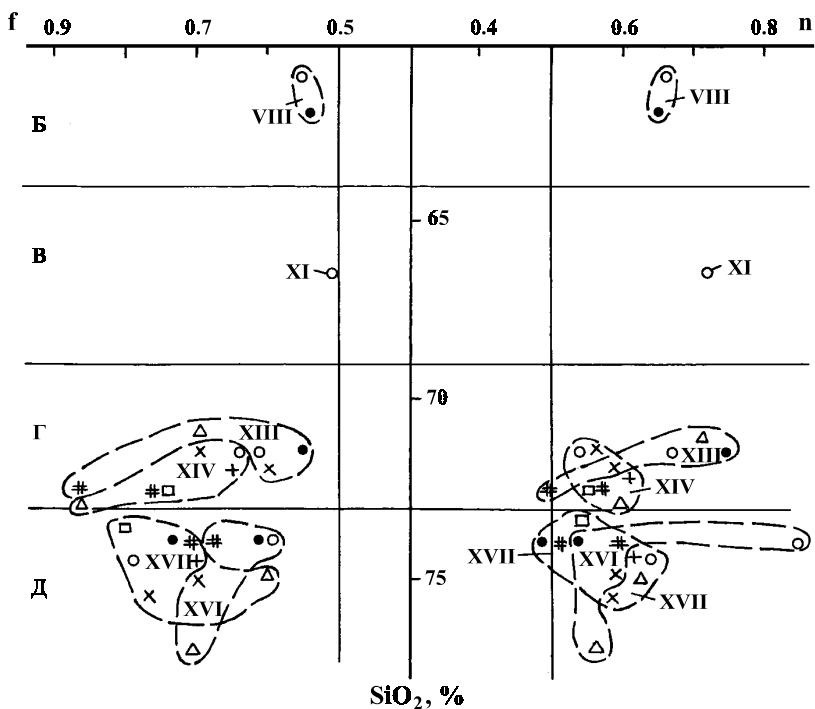 f 0.9 0.7 0.5 0.4 0.6 0.8 n
VIII VIII
Б
65
В
XI XI
70
Г
XIII XIII
XIV XIV
XVII XVII XVI
75
Д
XVI XVII
SiO₂, %